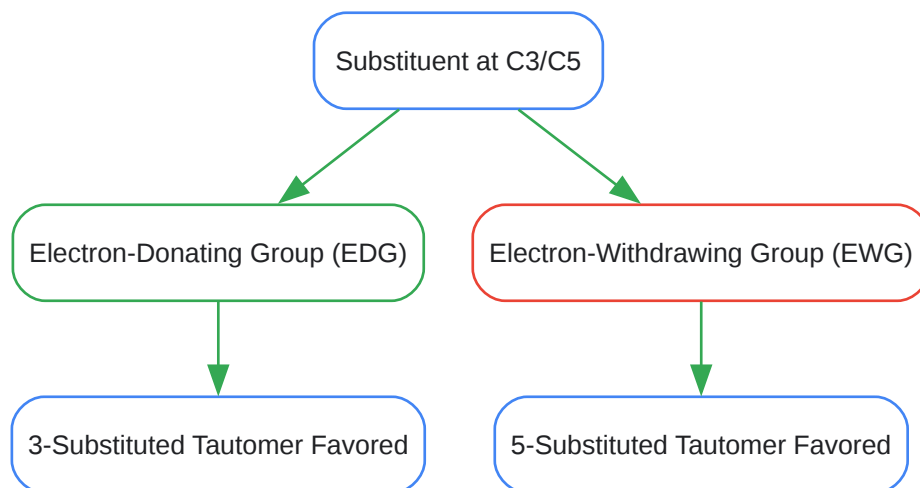 Substituent at C3/C5
Electron-Donating Group (EDG)
Electron-Withdrawing Group (EWG)
3-Substituted Tautomer Favored
5-Substituted Tautomer Favored